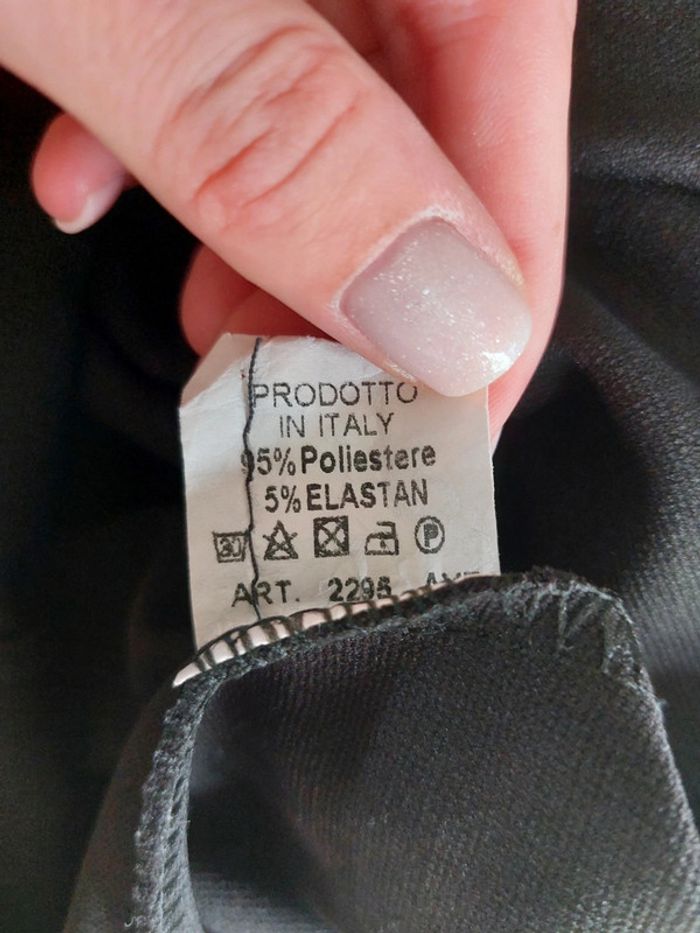 PRODOTTO
IN ITALY
95% Poliestere
5% ELASTAN
30 P
ART. 2295